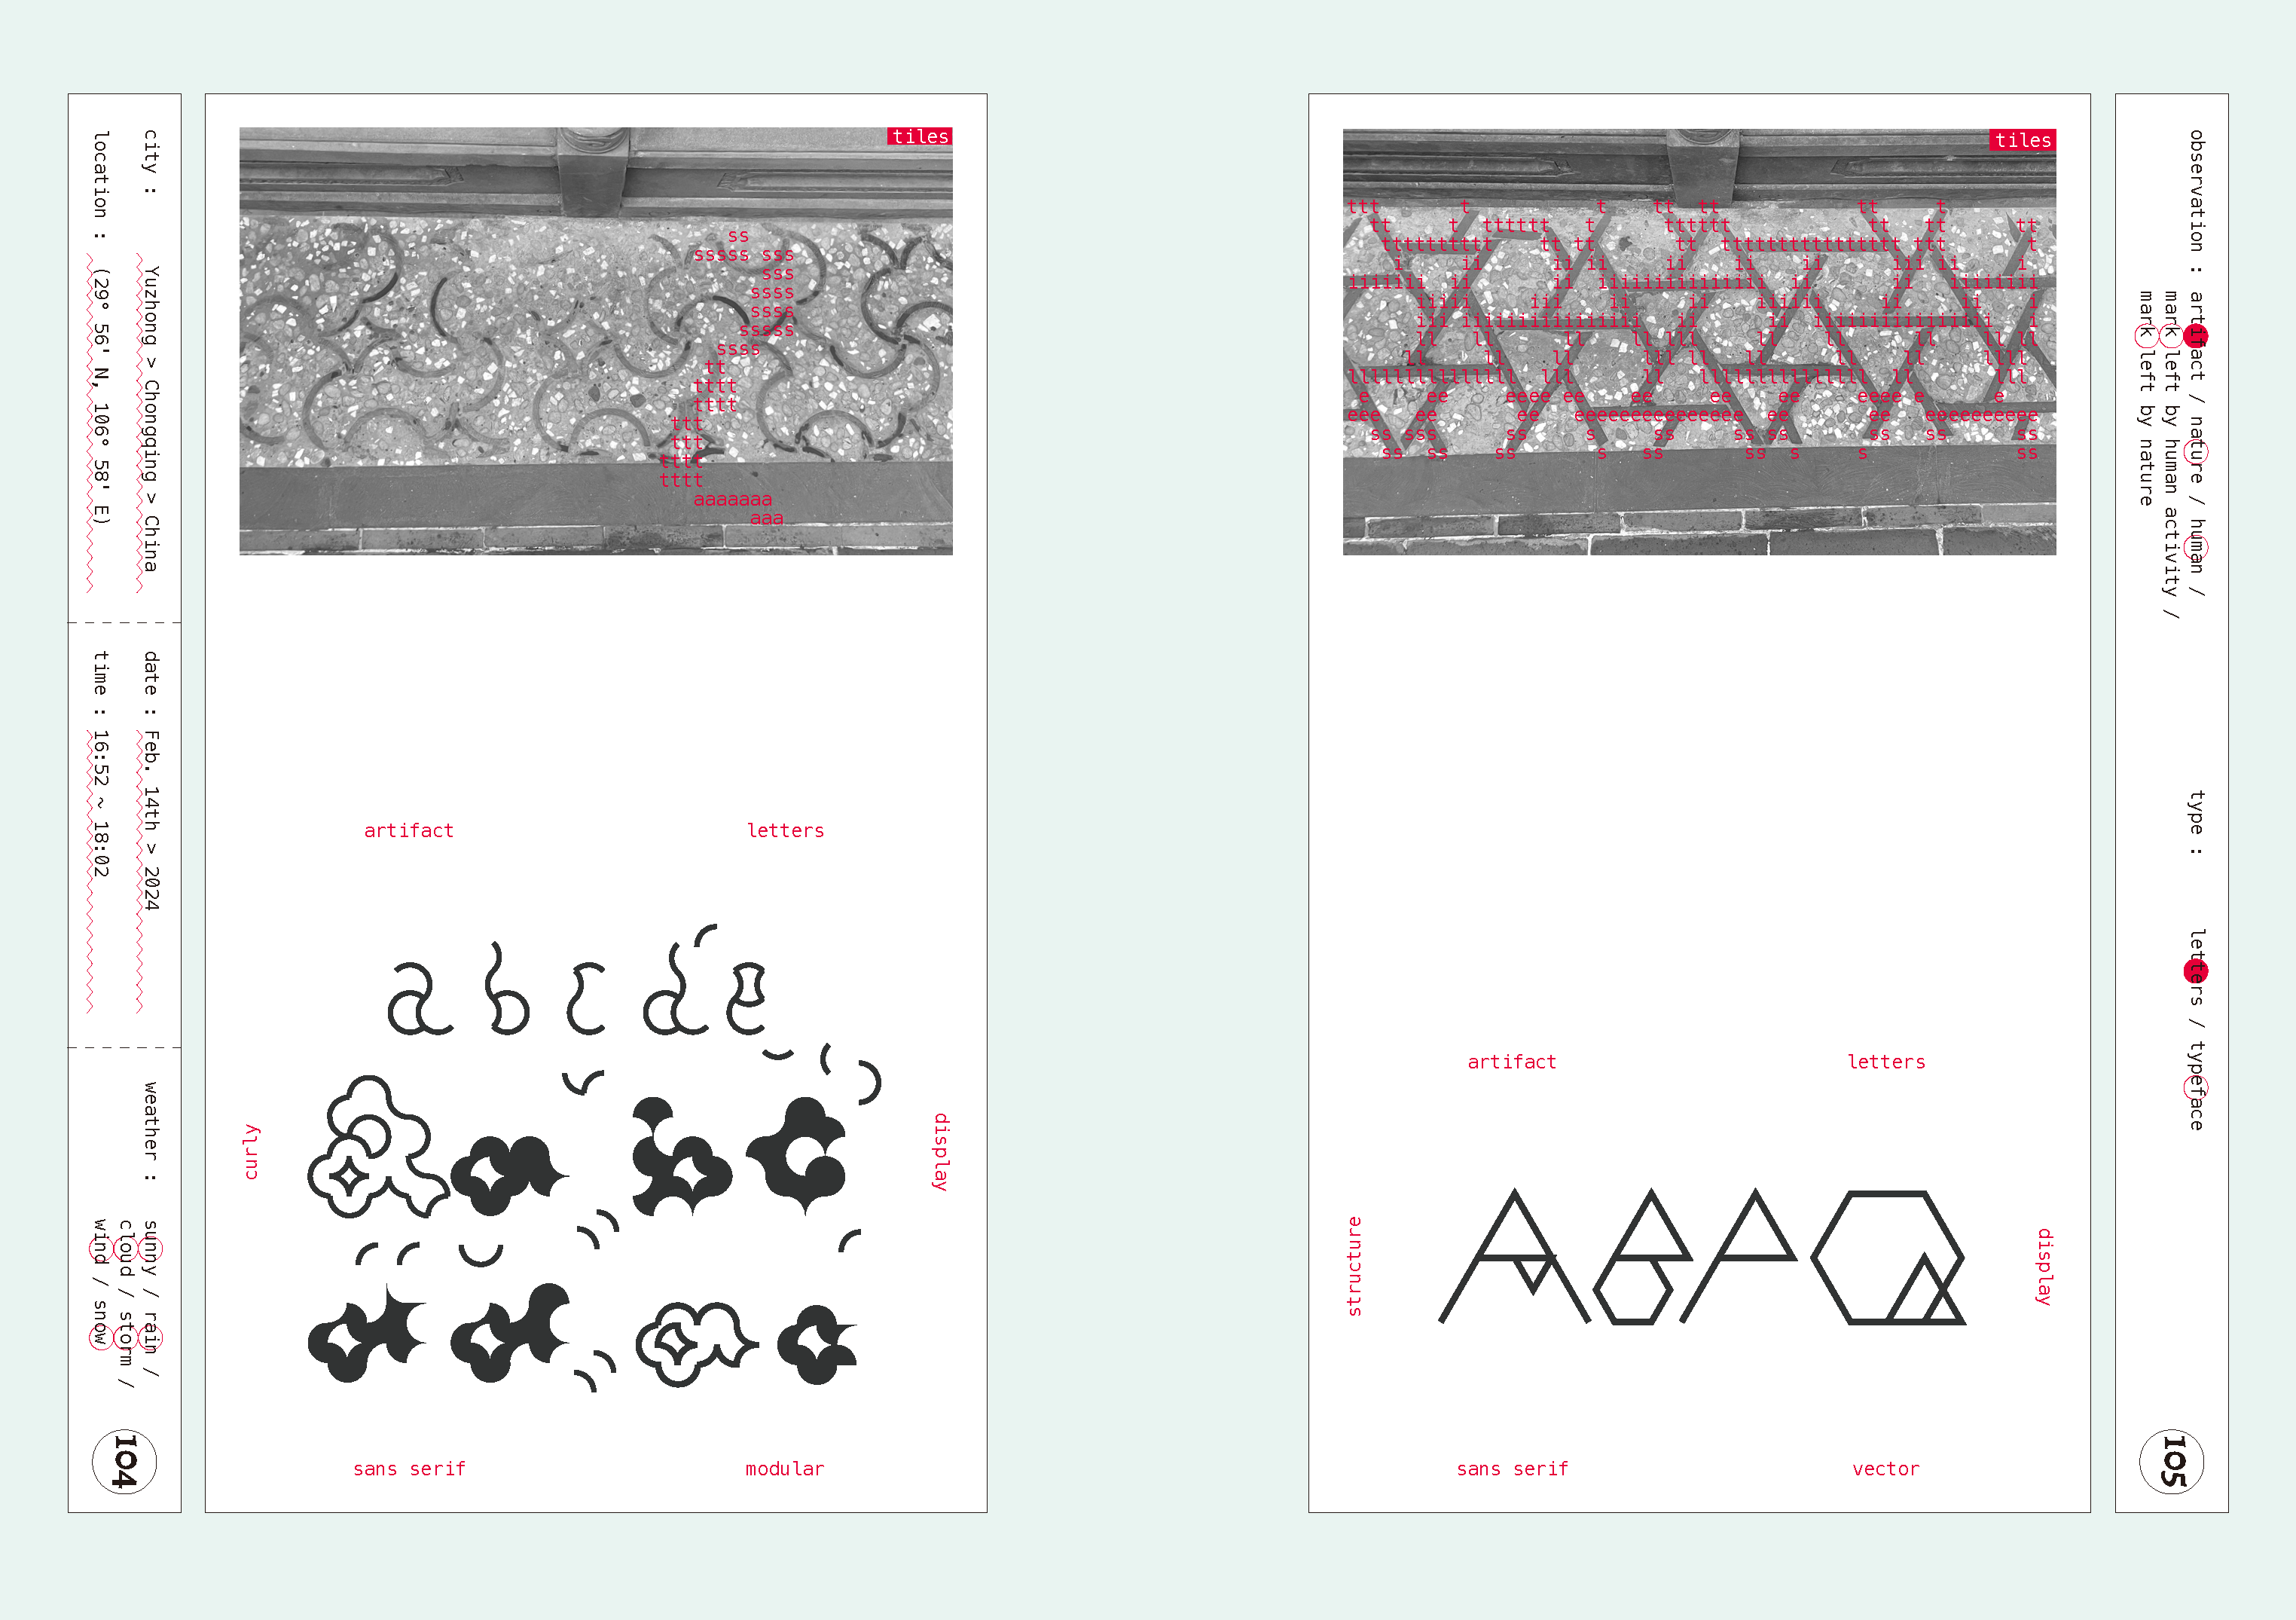 city : Yuzhong > Chongqing > China
location : (29° 56' N, 106° 58' E)
date : Feb. 14th > 2024
time : 16:52 ~ 18:02
weather : sunny / rain /
cloud / storm /
wind / snow
104
tiles
ss
sssss sss
sss
ssss
ssss
sssss
ssss
tt
tttt
tttt
ttt
ttt
tttt
tttt
aaaaaaa
aaa
artifact letters
a b c d e
curly
display
sans serif modular
tiles
artifact letters
structure
display
sans serif vector
observation : artifact / nature / human /
mark left by human activity /
mark left by nature
type : letters / typeface
105